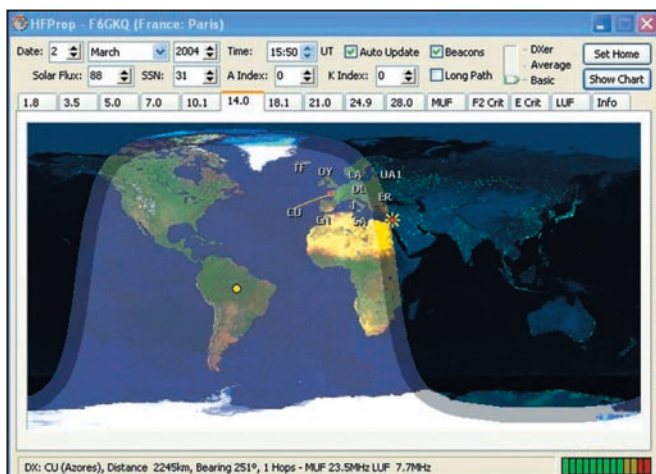 HFProp - F6GKQ (France: Paris)
Date: 2 March 2004 Time: 15:50 UT Auto Update Beacons DXer Average Basic Set Home
Solar Flux: 88 SSN: 31 A Index: 0 K Index: 0 Long Path Show Chart
1.8 3.5 5.0 7.0 10.1 14.0 18.1 21.0 24.9 28.0 MUF F2 Crit E Crit LUF Info
TF OY LA UA1
DL
I ER
CU
DX: CU (Azores), Distance 2245km, Bearing 251°, 1 Hops - MUF 23.5MHz LUF 7.7MHz